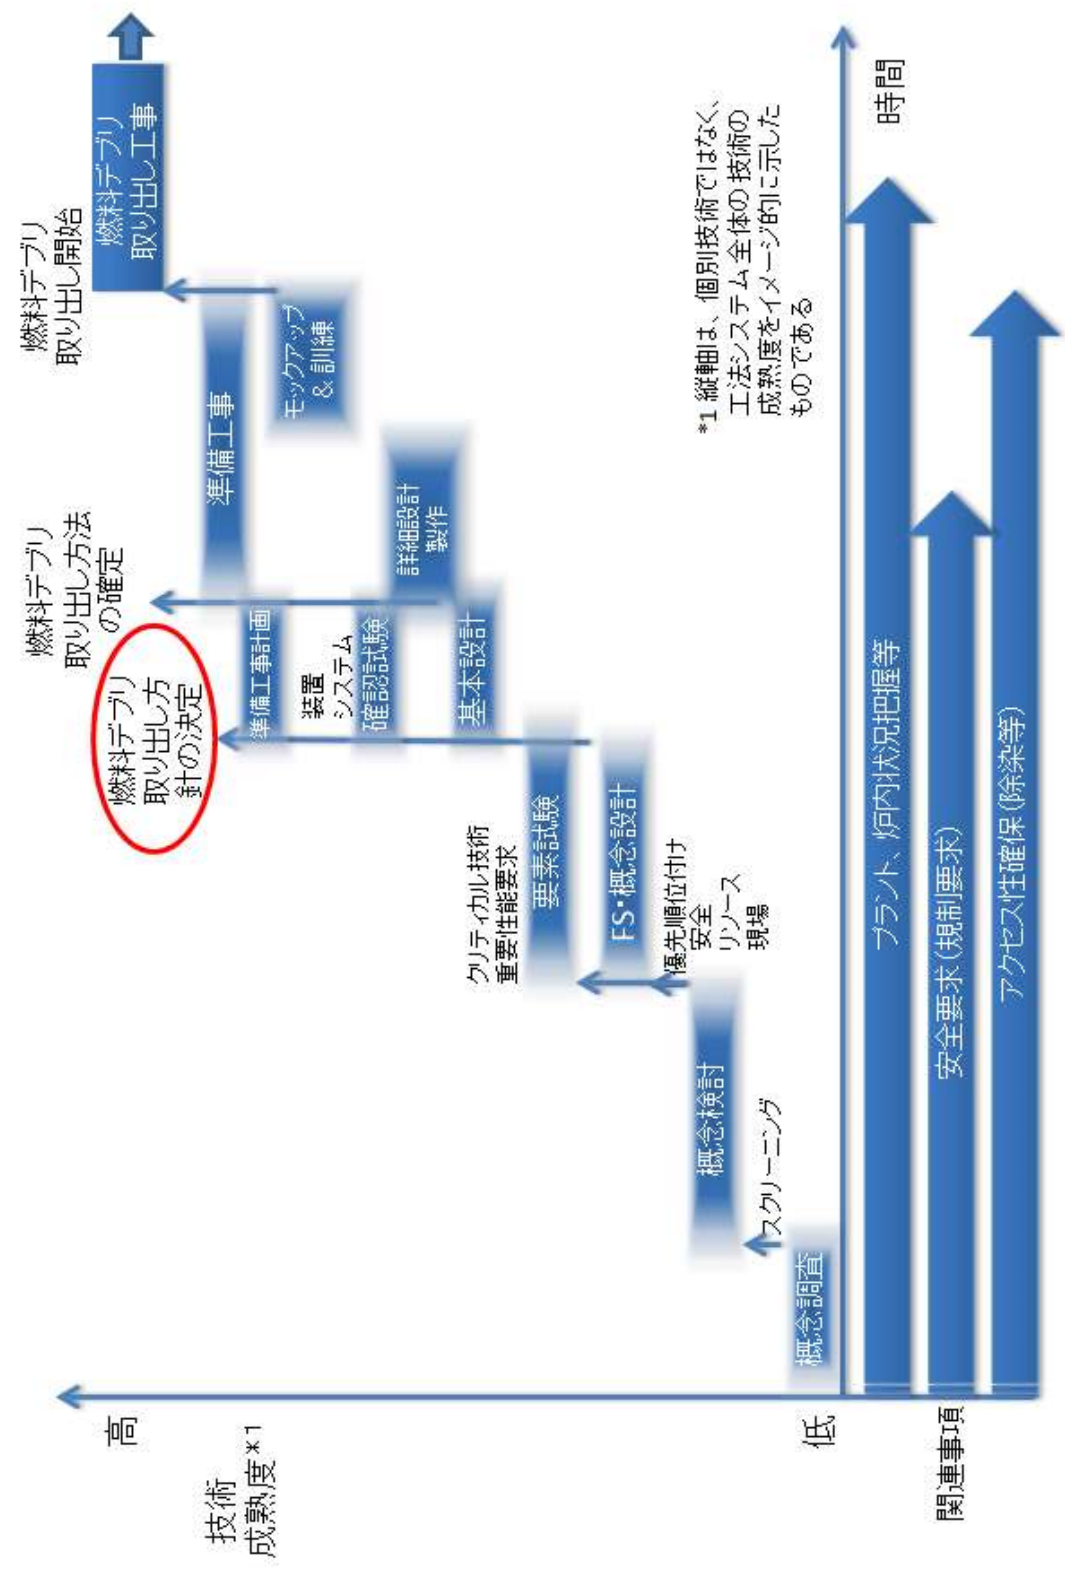 技術
成熟度*1
高
低
燃料デブリ
取り出し方
針の決定
燃料デブリ
取り出し方法
の確定
燃料デブリ
取り出し開始
燃料デブリ
取り出し工事
準備工事
モックアップ
&訓練
準備工事計画
装置
システム
確認試験
詳細設計
製作
基本設計
クリティカル技術
重要性能要求
要素試験
FS・概念設計
優先順位付け
安全
リソース
現場
概念検討
スクリーニング
概念調査
*1 縦軸は、個別技術ではなく、
工法システム全体の技術の
成熟度をイメージ的に示した
ものである
時間
関連事項
プラント、炉内状況把握等
安全要求(規制要求)
アクセス性確保(除染等)